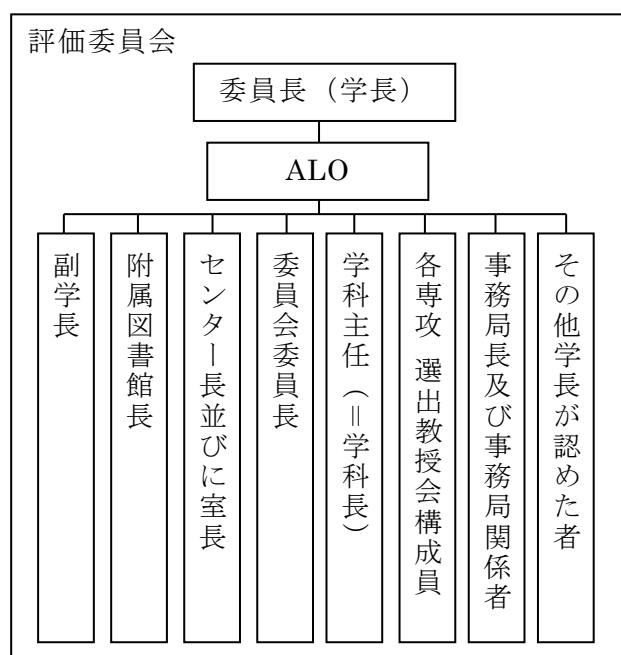 評価委員会
委員長（学長）
ALO
副学長
附属図書館長
センター長並びに室長
委員会委員長
学科主任（＝学科長）
各専攻 選出教授会構成員
事務局長及び事務局関係者
その他学長が認めた者